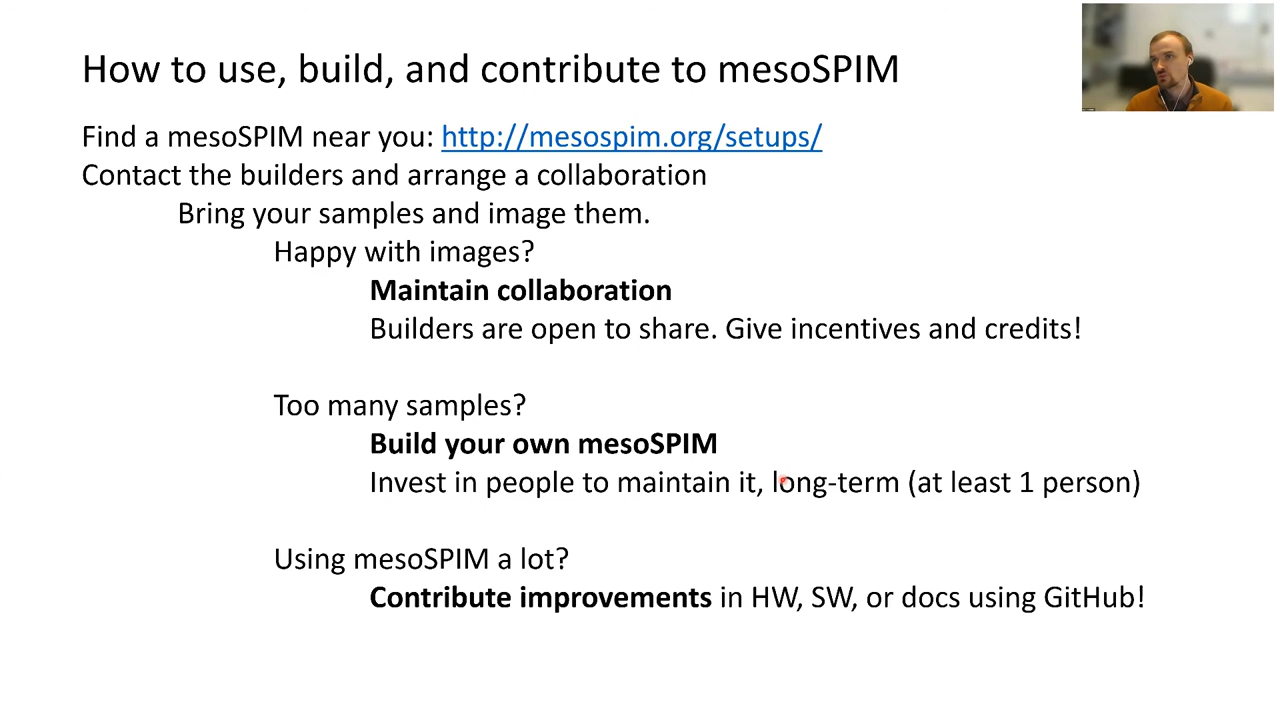 How to use, build, and contribute to mesoSPIM
Find a mesoSPIM near you: http://mesospim.org/setups/
Contact the builders and arrange a collaboration
Bring your samples and image them.
Happy with images?
Maintain collaboration
Builders are open to share. Give incentives and credits!
Too many samples?
Build your own mesoSPIM
Invest in people to maintain it, long-term (at least 1 person)
Using mesoSPIM a lot?
Contribute improvements in HW, SW, or docs using GitHub!